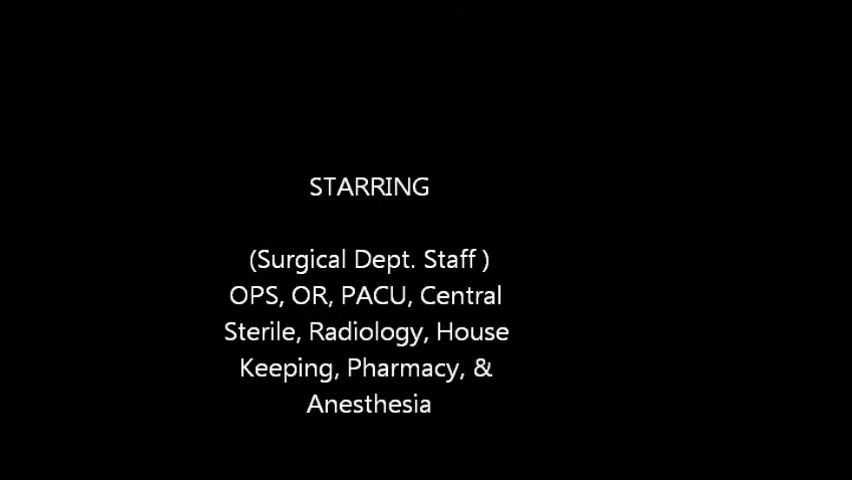 STARRING
(Surgical Dept. Staff )
OPS, OR, PACU, Central
Sterile, Radiology, House
Keeping, Pharmacy, &
Anesthesia